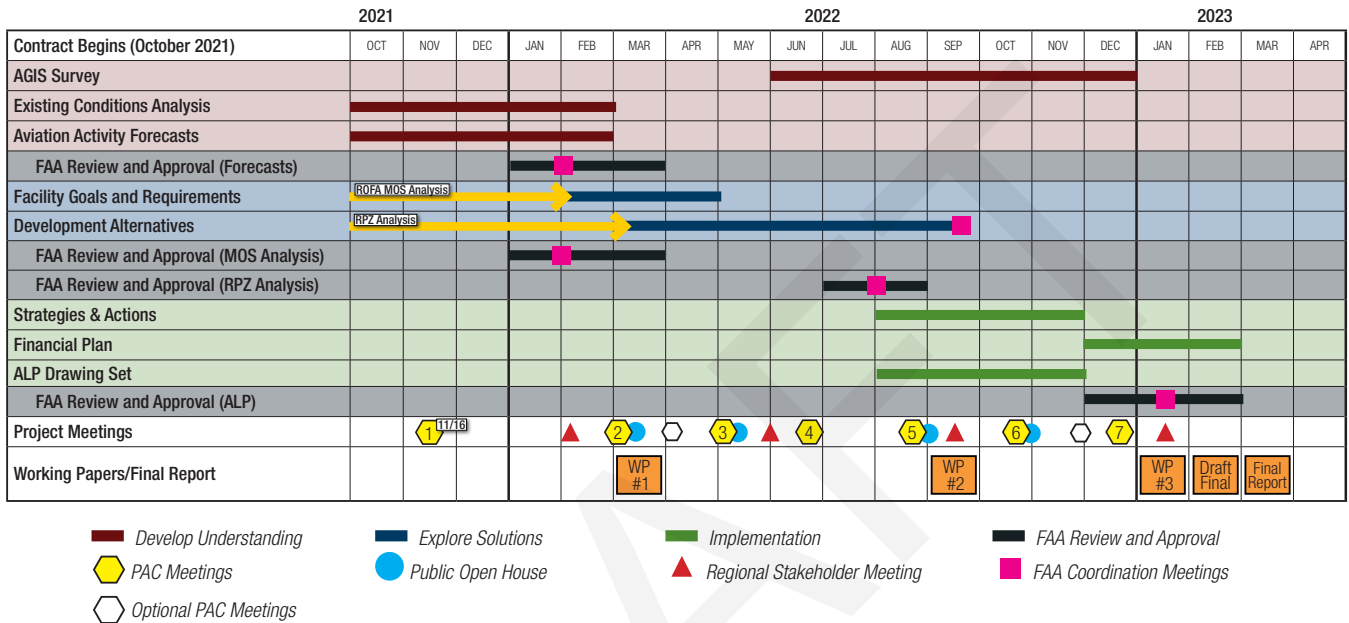 2021 2022 2023
Contract Begins (October 2021) OCT NOV DEC JAN FEB MAR APR MAY JUN JUL AUG SEP OCT NOV DEC JAN FEB MAR APR
AGIS Survey
Existing Conditions Analysis
Aviation Activity Forecasts
FAA Review and Approval (Forecasts)
Facility Goals and Requirements ROFA MOS Analysis
Development Alternatives RPZ Analysis
FAA Review and Approval (MOS Analysis)
FAA Review and Approval (RPZ Analysis)
Strategies & Actions
Financial Plan
ALP Drawing Set
FAA Review and Approval (ALP)
Project Meetings 1 11/16 2 3 4 5 6 7
Working Papers/Final Report
WP
#1
WP
#2
WP
#3
Draft
Final
Final
Report
Develop Understanding Explore Solutions Implementation FAA Review and Approval
PAC Meetings Public Open House Regional Stakeholder Meeting FAA Coordination Meetings
Optional PAC Meetings